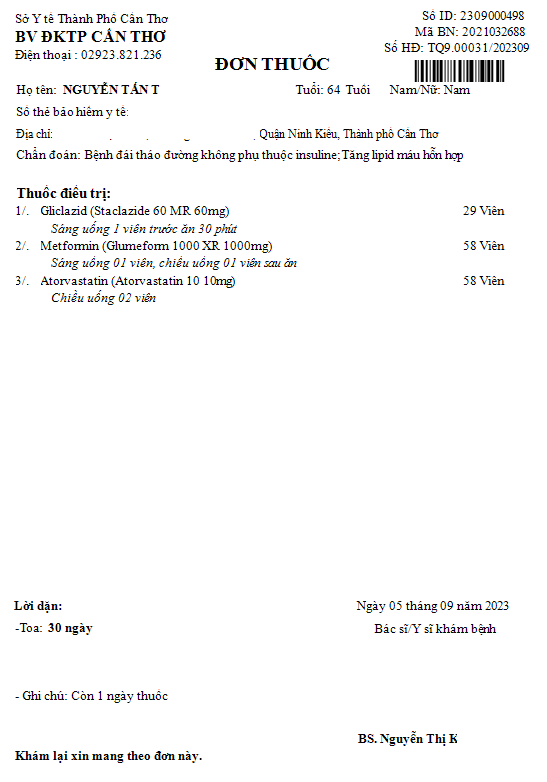 Sở Y tế Thành Phố Cần Thơ
Số ID: 2309000498
BV ĐKTP CẦN THƠ
Mã BN: 2021032688
Điện thoại : 02923.821.236
Số HĐ: TQ9.00031/202309
ĐƠN THUỐC
Họ tên: NGUYỄN TẤN T
Tuổi: 64 Tuổi
Nam/Nữ: Nam
Số thẻ bảo hiểm y tế:
Địa chỉ: Quận Ninh Kiều, Thành phố Cần Thơ
Chẩn đoán: Bệnh đái tháo đường không phụ thuộc insuline; Tăng lipid máu hỗn hợp
Thuốc điều trị:
1/. Gliclazid (Staclazide 60 MR 60mg) 29 Viên
Sáng uống 1 viên trước ăn 30 phút
2/. Metformin (Glumeform 1000 XR 1000mg) 58 Viên
Sáng uống 01 viên, chiều uống 01 viên sau ăn
3/. Atorvastatin (Atorvastatin 10 10mg) 58 Viên
Chiều uống 02 viên
Lời dặn:
Ngày 05 tháng 09 năm 2023
-Toa: 30 ngày
Bác sĩ/Y sĩ khám bệnh
- Ghi chú: Còn 1 ngày thuốc
BS. Nguyễn Thị K
Khám lại xin mang theo đơn này.